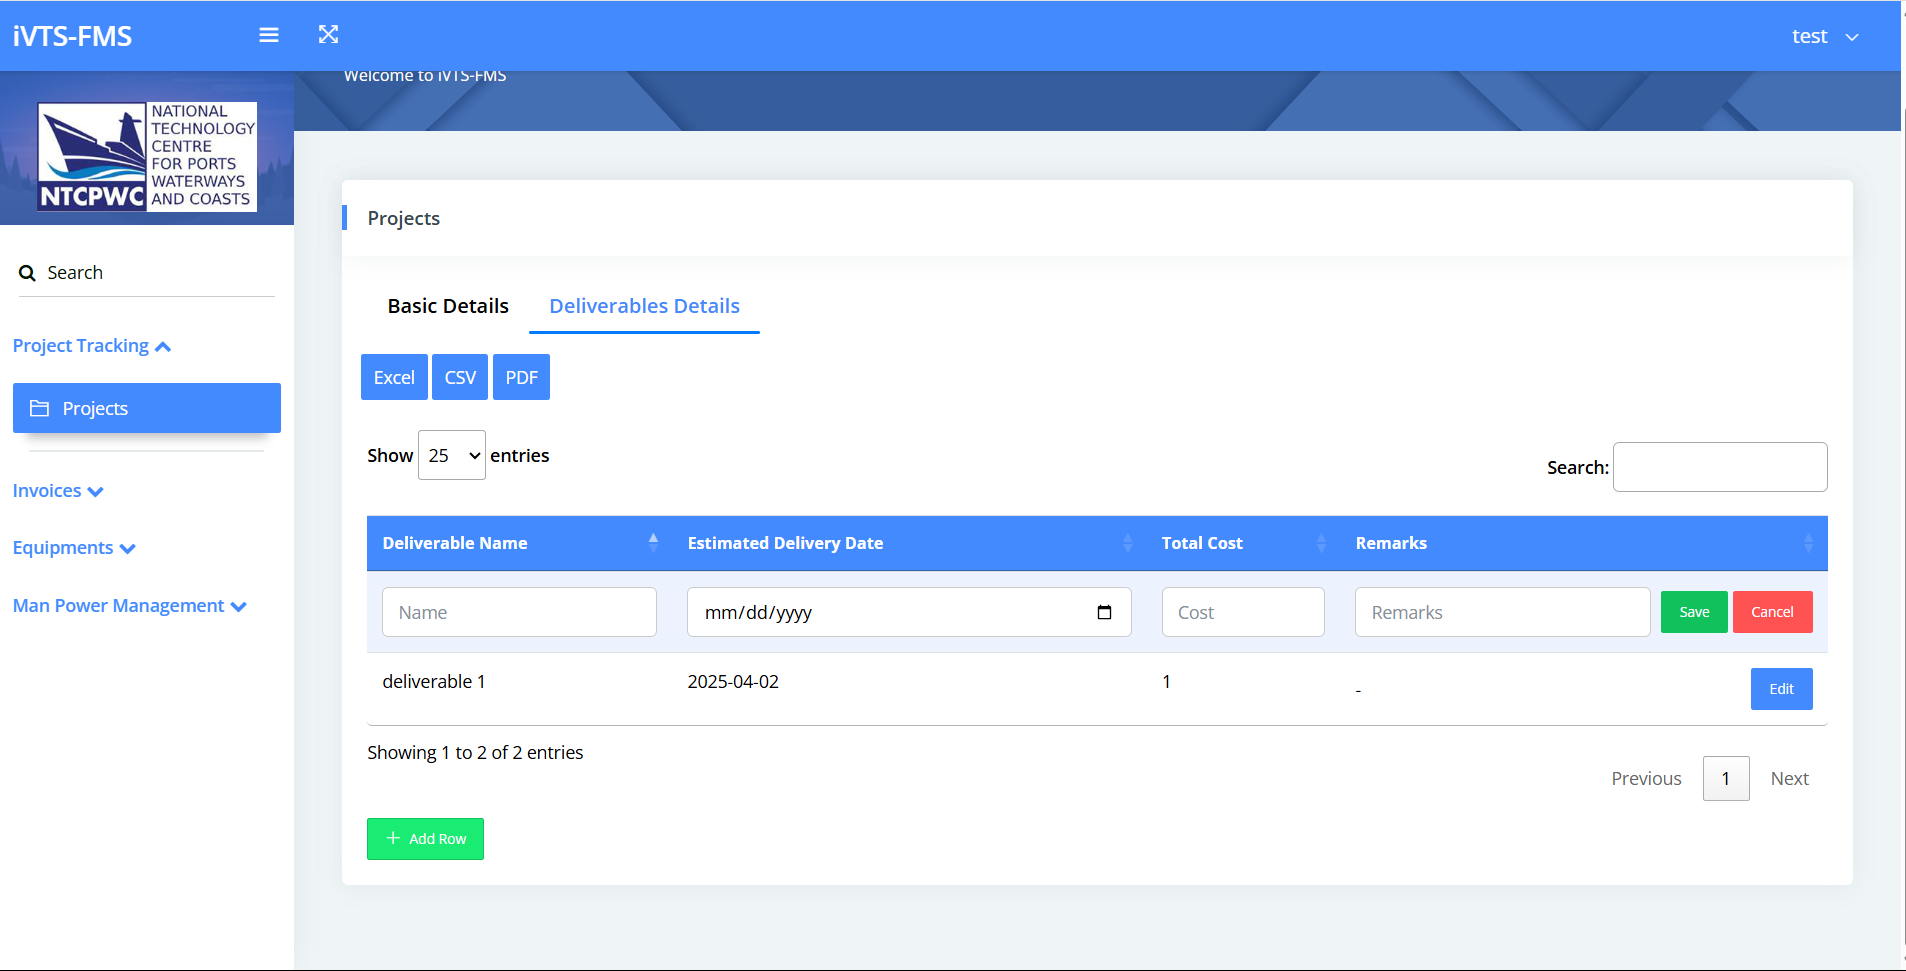 iVTS-FMS
test
Welcome to iVTS-FMS
NATIONAL
TECHNOLOGY
CENTRE
FOR PORTS
WATERWAYS
AND COASTS
NTCPWC
Search
Project Tracking
Projects
Invoices
Equipments
Man Power Management
Projects
Basic Details Deliverables Details
Excel CSV PDF
Show 25 entries
Search:
Deliverable Name Estimated Delivery Date Total Cost Remarks
Name mm/dd/yyyy Cost Remarks Save Cancel
deliverable 1 2025-04-02 1 - Edit
Showing 1 to 2 of 2 entries
Previous 1 Next
+ Add Row